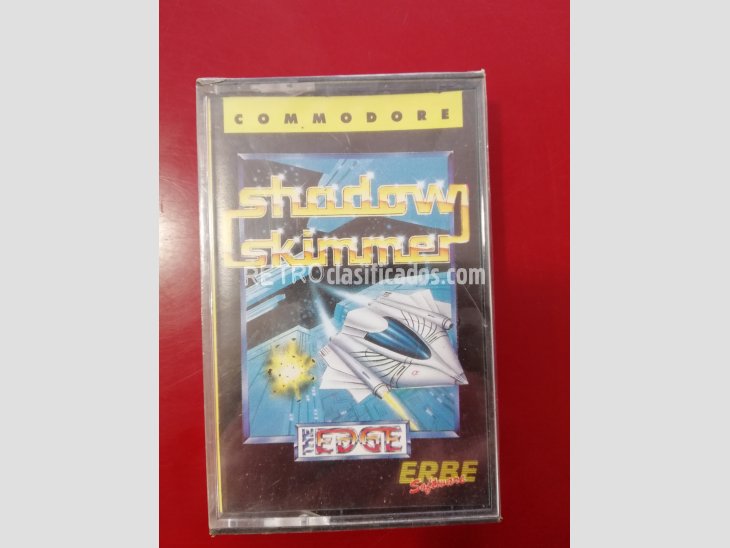 COMMODORE
shadow
skimmer
RETROclasificados.com
THE EDGE
ERBE
Software